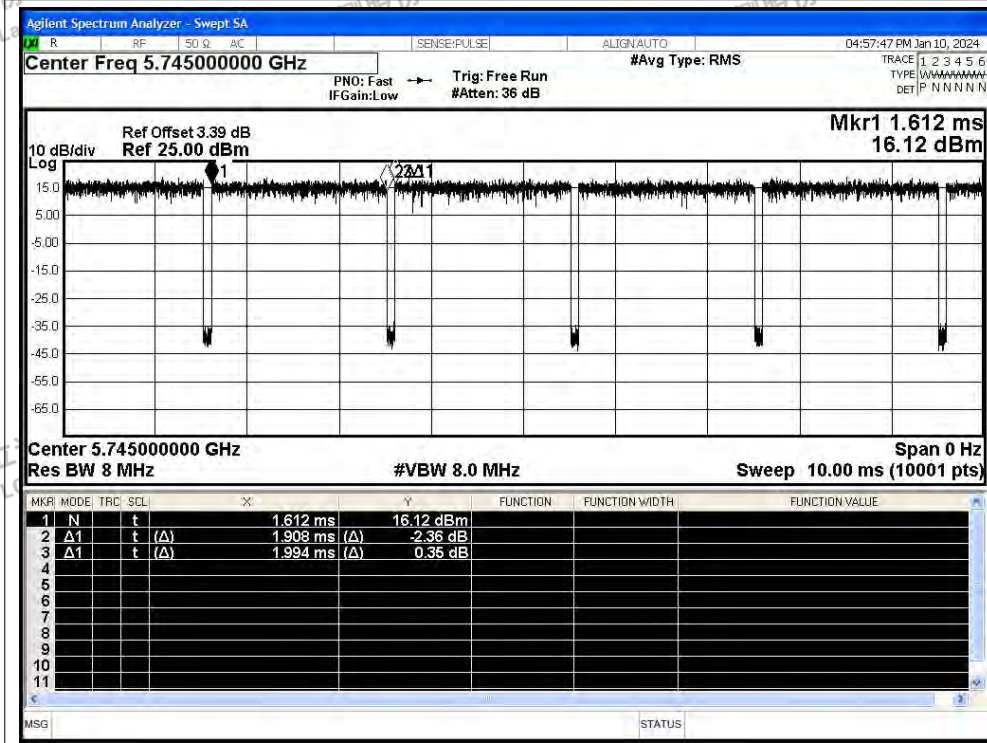 Agilent Spectrum Analyzer - Swept SA
R RF 50 Ω AC SENSE:PULSE ALIGN AUTO 04:57:47 PM Jan 10, 2024
Center Freq 5.745000000 GHz #Avg Type: RMS TRACE 1 2 3 4 5 6
PNO: Fast Trig: Free Run TYPE WWWWWW
IFGain:Low #Atten: 36 dB DET P N N N N N
Mkr1 1.612 ms
Ref Offset 3.39 dB
10 dB/div Ref 25.00 dBm 16.12 dBm
Log
1
15.0
5.00
-5.00
-15.0
-25.0
-35.0
-45.0
-55.0
-65.0
Center 5.745000000 GHz Span 0 Hz
Res BW 8 MHz #VBW 8.0 MHz Sweep 10.00 ms (10001 pts)
MKR MODE TRC SCL X Y FUNCTION FUNCTION WIDTH FUNCTION VALUE
1 N t 1.612 ms 16.12 dBm
2 Δ1 t (Δ) 1.908 ms (Δ) -2.36 dB
3 Δ1 t (Δ) 1.994 ms (Δ) 0.35 dB
4
5
6
7
8
9
10
11
MSG STATUS